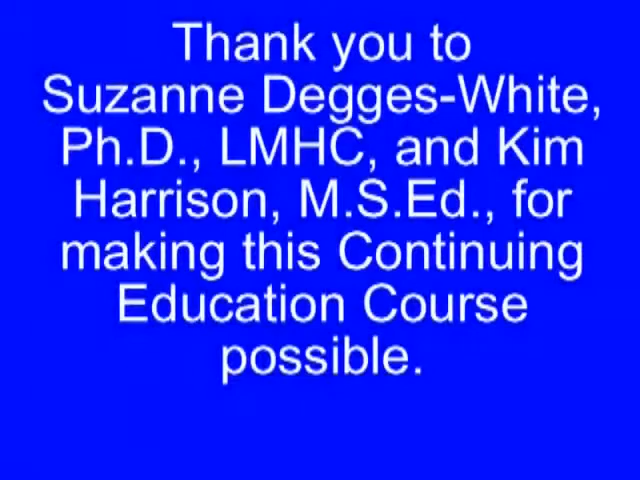 Thank you to
Suzanne Degges-White,
Ph.D., LMHC, and Kim
Harrison, M.S.Ed., for
making this Continuing
Education Course
possible.